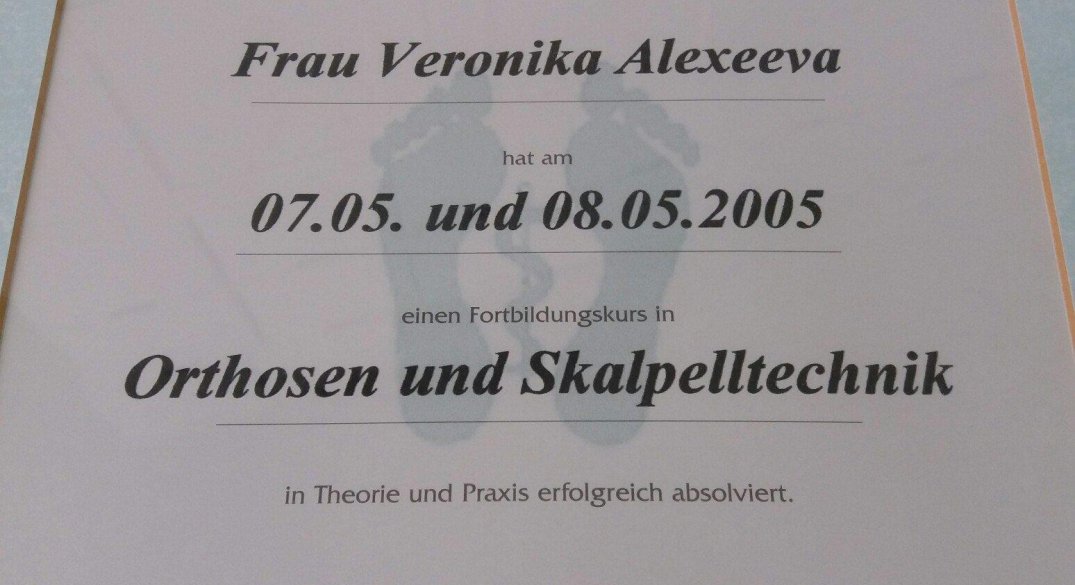 Frau Veronika Alexeeva
hat am
07.05. und 08.05.2005
einen Fortbildungskurs in
Orthosen und Skalpelltechnik
in Theorie und Praxis erfolgreich absolviert.